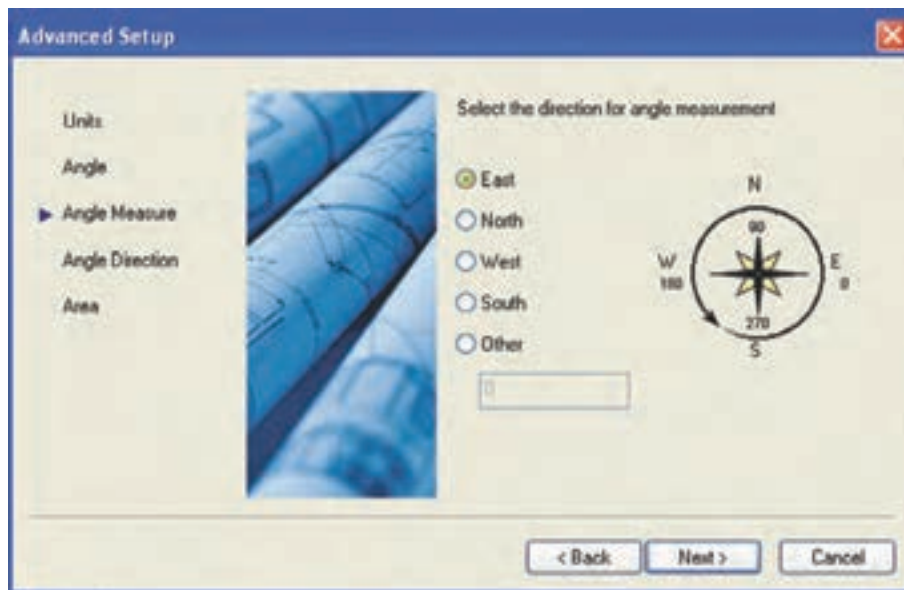 Advanced Setup
Units
Angle
Angle Measure
Angle Direction
Area
Select the direction for angle measurement
East
North
West
South
Other
0
N
90
W
180
E
0
270
S
< Back
Next >
Cancel